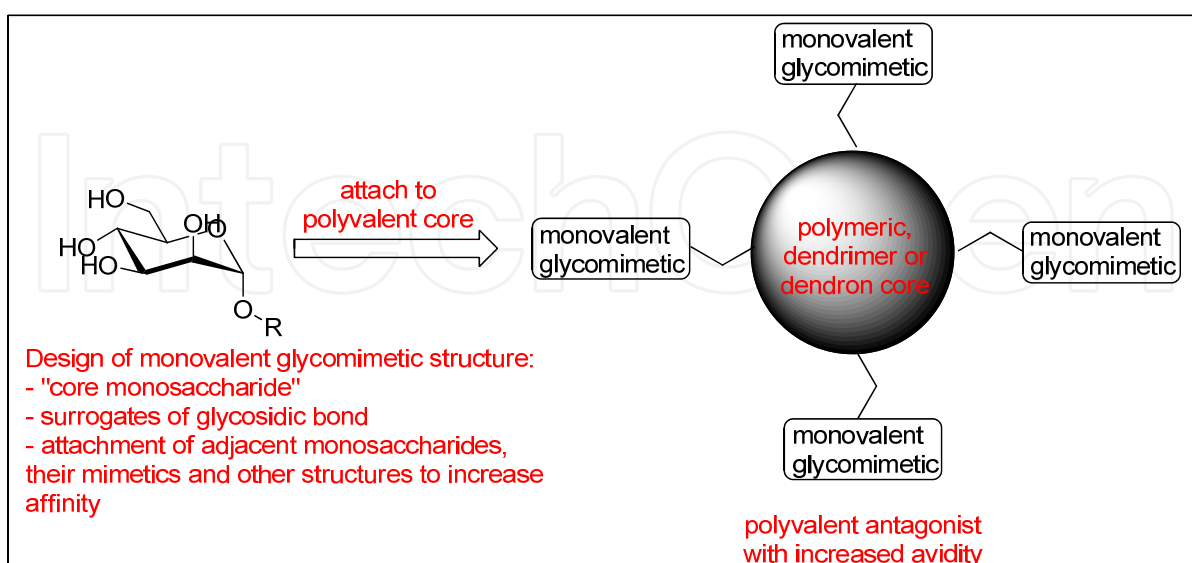 monovalent
glycomimetic
IntechOpen
HO
OH
HO
HO
O
O
R
attach to
polyvalent core
monovalent
glycomimetic
polymeric,
dendrimer or
dendron core
monovalent
glycomimetic
Design of monovalent glycomimetic structure:
- "core monosaccharide"
- surrogates of glycosidic bond
- attachment of adjacent monosaccharides,
their mimetics and other structures to increase
affinity
monovalent
glycomimetic
polyvalent antagonist
with increased avidity